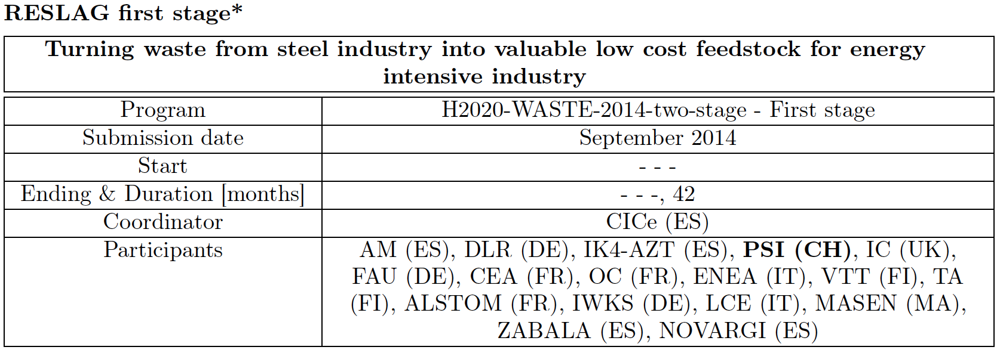 RESLAG first stage*
Turning waste from steel industry into valuable low cost feedstock for energy
intensive industry
Program H2020-WASTE-2014-two-stage - First stage
Submission date September 2014
Start - - -
Ending & Duration [months] - - -, 42
Coordinator CICe (ES)
Participants AM (ES), DLR (DE), IK4-AZT (ES), PSI (CH), IC (UK),
FAU (DE), CEA (FR), OC (FR), ENEA (IT), VTT (FI), TA
(FI), ALSTOM (FR), IWKS (DE), LCE (IT), MASEN (MA),
ZABALA (ES), NOVARGI (ES)